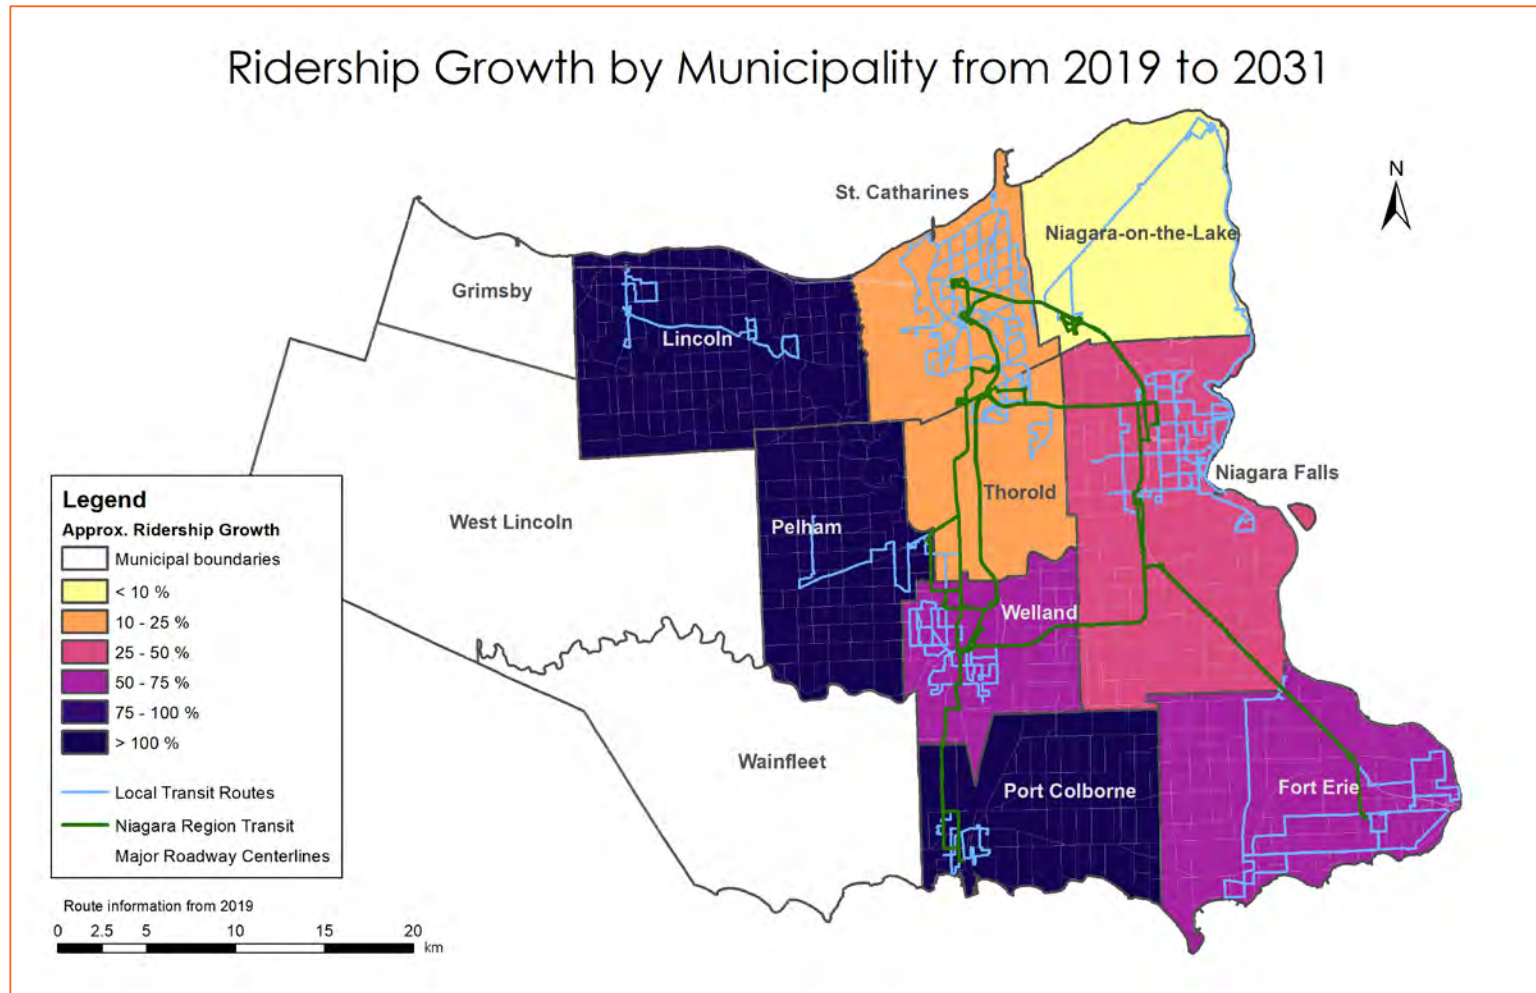 Ridership Growth by Municipality from 2019 to 2031
N
St. Catharines
Niagara-on-the-Lake
Grimsby
Lincoln
Niagara Falls
Thorold
West Lincoln
Pelham
Welland
Wainfleet
Port Colborne
Fort Erie
Legend
Approx. Ridership Growth
Municipal boundaries
< 10 %
10 - 25 %
25 - 50 %
50 - 75 %
75 - 100 %
> 100 %
Local Transit Routes
Niagara Region Transit
Major Roadway Centerlines
Route information from 2019
0 2.5 5 10 15 20
km